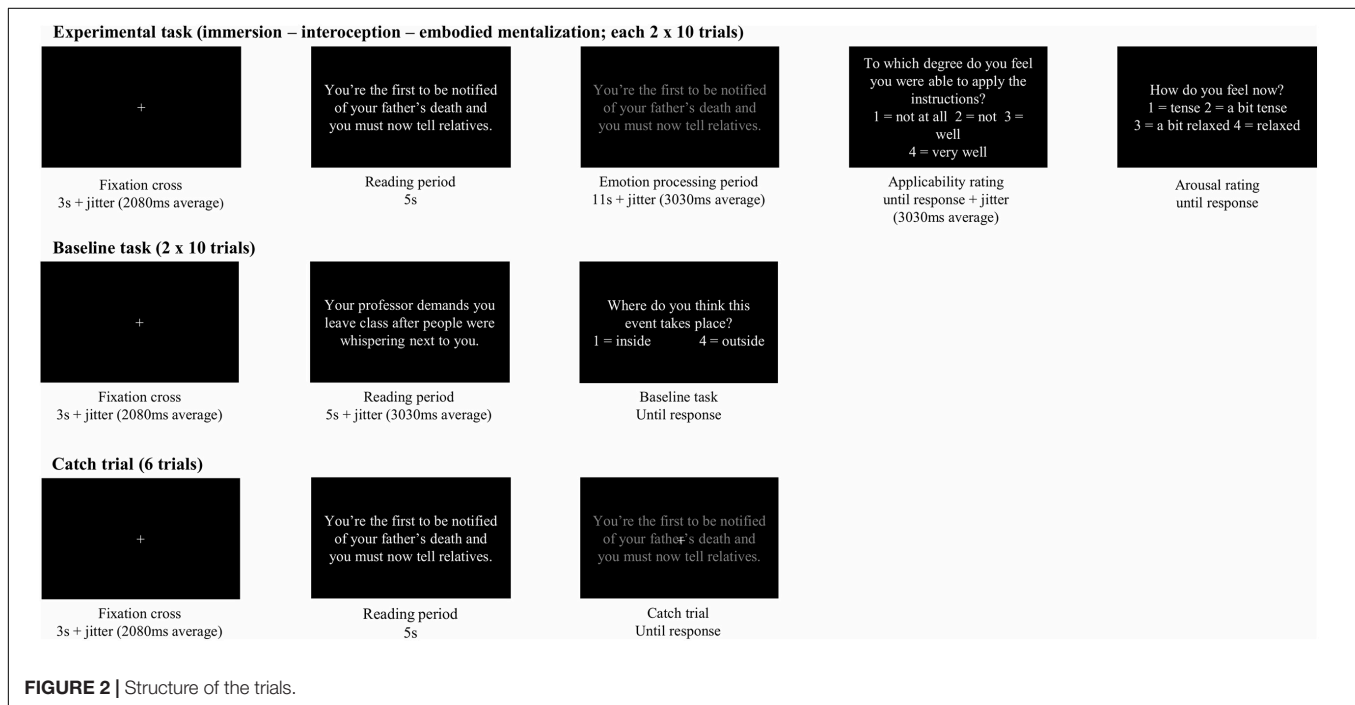 Experimental task (immersion – interoception – embodied mentalization; each 2 x 10 trials)
+
Fixation cross
3s + jitter (2080ms average)
You're the first to be notified
of your father's death and
you must now tell relatives.
Reading period
5s
You're the first to be notified
of your father's death and
you must now tell relatives.
Emotion processing period
11s + jitter (3030ms average)
To which degree do you feel
you were able to apply the
instructions?
1 = not at all 2 = not 3 =
well
4 = very well
Applicability rating
until response + jitter
(3030ms average)
How do you feel now?
1 = tense 2 = a bit tense
3 = a bit relaxed 4 = relaxed
Arousal rating
until response
Baseline task (2 x 10 trials)
+
Fixation cross
3s + jitter (2080ms average)
Your professor demands you
leave class after people were
whispering next to you.
Reading period
5s + jitter (3030ms average)
Where do you think this
event takes place?
1 = inside 4 = outside
Baseline task
Until response
Catch trial (6 trials)
+
Fixation cross
3s + jitter (2080ms average)
You're the first to be notified
of your father's death and
you must now tell relatives.
Reading period
5s
You're the first to be notified
of your father's death and
+
you must now tell relatives.
Catch trial
Until response
FIGURE 2 | Structure of the trials.